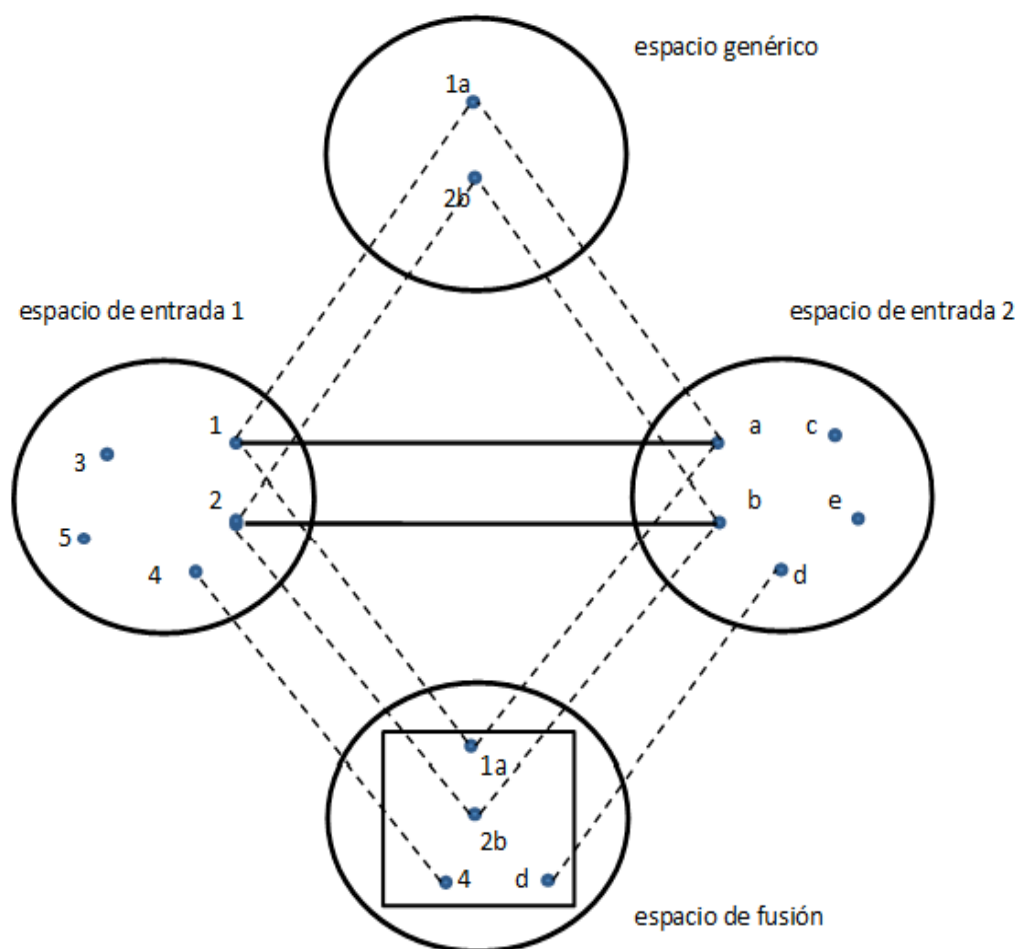 espacio genérico
1a
2b
espacio de entrada 1
espacio de entrada 2
1
a
c
3
2
b
e
5
4
d
1a
2b
4
d
espacio de fusión